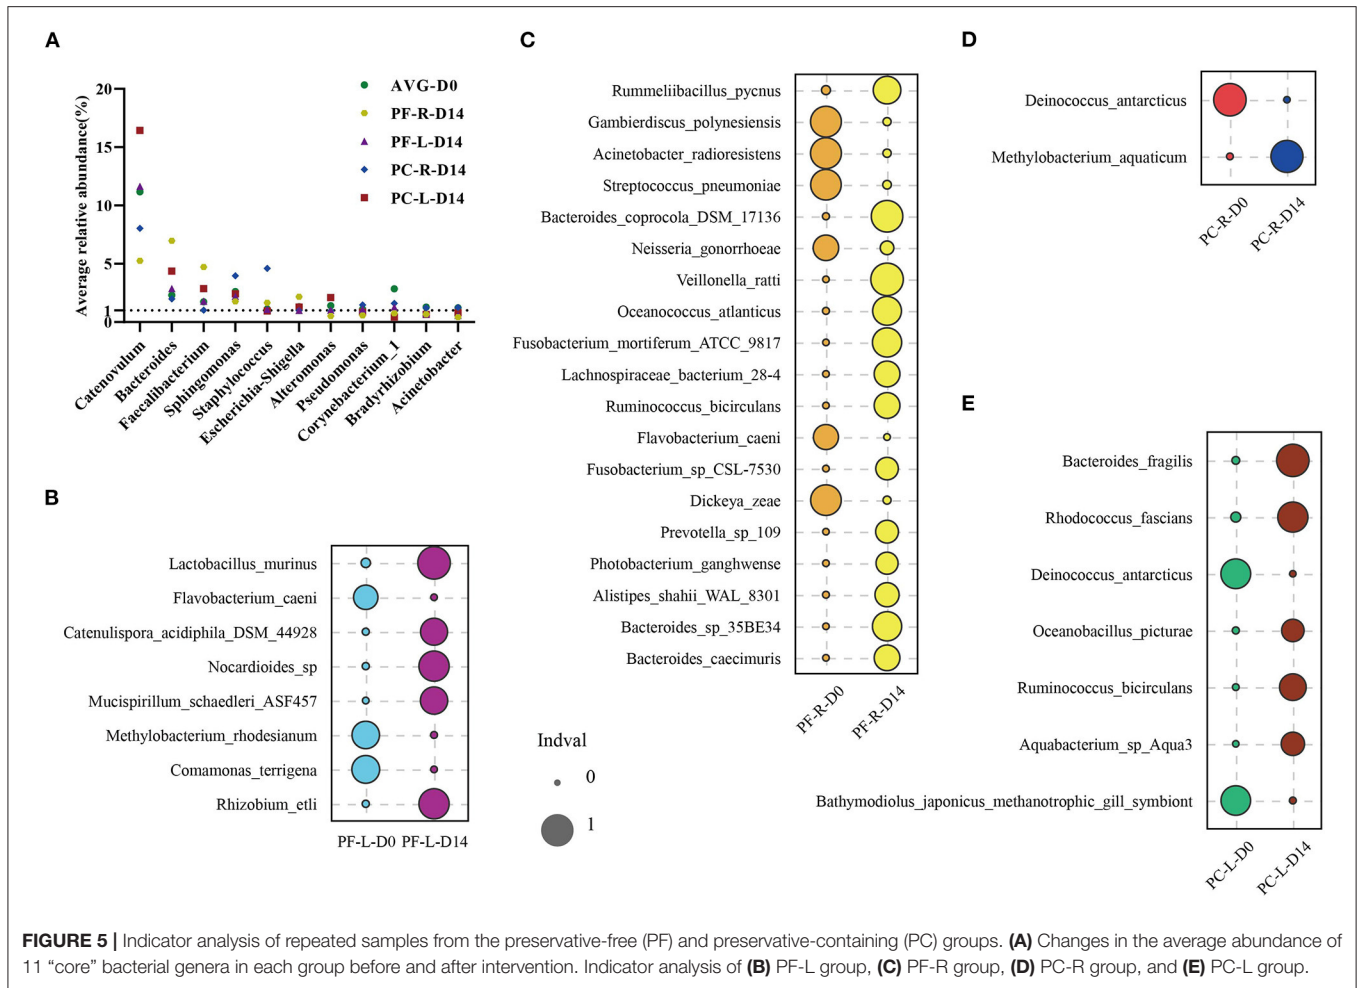 A
AVG-D0
PF-R-D14
PF-L-D14
PC-R-D14
PC-L-D14
Average relative abundance(%)
20
15
10
5
1
0
Catenovulum
Bacteroides
Faecalibacterium
Sphingomonas
Staphylococcus
Escherichia-Shigella
Alteromonas
Pseudomonas
Corynebacterium_1
Bradyrhizobium
Acinetobacter
B
Lactobacillus_murinus
Flavobacterium_caeni
Catenulispora_acidiphila_DSM_44928
Nocardioides_sp
Mucispirillum_schaedleri_ASF457
Methylobacterium_rhodesianum
Comamonas_terrigena
Rhizobium_etli
PF-L-D0 PF-L-D14
C
Rummeliibacillus_pycnus
Gambierdiscus_polynesiensis
Acinetobacter_radioresistens
Streptococcus_pneumoniae
Bacteroides_coprocola_DSM_17136
Neisseria_gonorrhoeae
Veillonella_ratti
Oceanococcus_atlanticus
Fusobacterium_mortiferum_ATCC_9817
Lachnospiraceae_bacterium_28-4
Ruminococcus_bicirculans
Flavobacterium_caeni
Fusobacterium_sp_CSL-7530
Dickeya_zeae
Prevotella_sp_109
Photobacterium_ganghwense
Alistipes_shahii_WAL_8301
Bacteroides_sp_35BE34
Bacteroides_caecimuris
PF-R-D0
PF-R-D14
Indval
0
1
D
Deinococcus_antarcticus
Methylobacterium_aquaticum
PC-R-D0
PC-R-D14
E
Bacteroides_fragilis
Rhodococcus_fascians
Deinococcus_antarcticus
Oceanobacillus_picturae
Ruminococcus_bicirculans
Aquabacterium_sp_Aqua3
Bathymodiolus_japonicus_methanotrophic_gill_symbiont
PC-L-D0
PC-L-D14
FIGURE 5 | Indicator analysis of repeated samples from the preservative-free (PF) and preservative-containing (PC) groups. (A) Changes in the average abundance of
11 “core” bacterial genera in each group before and after intervention. Indicator analysis of (B) PF-L group, (C) PF-R group, (D) PC-R group, and (E) PC-L group.